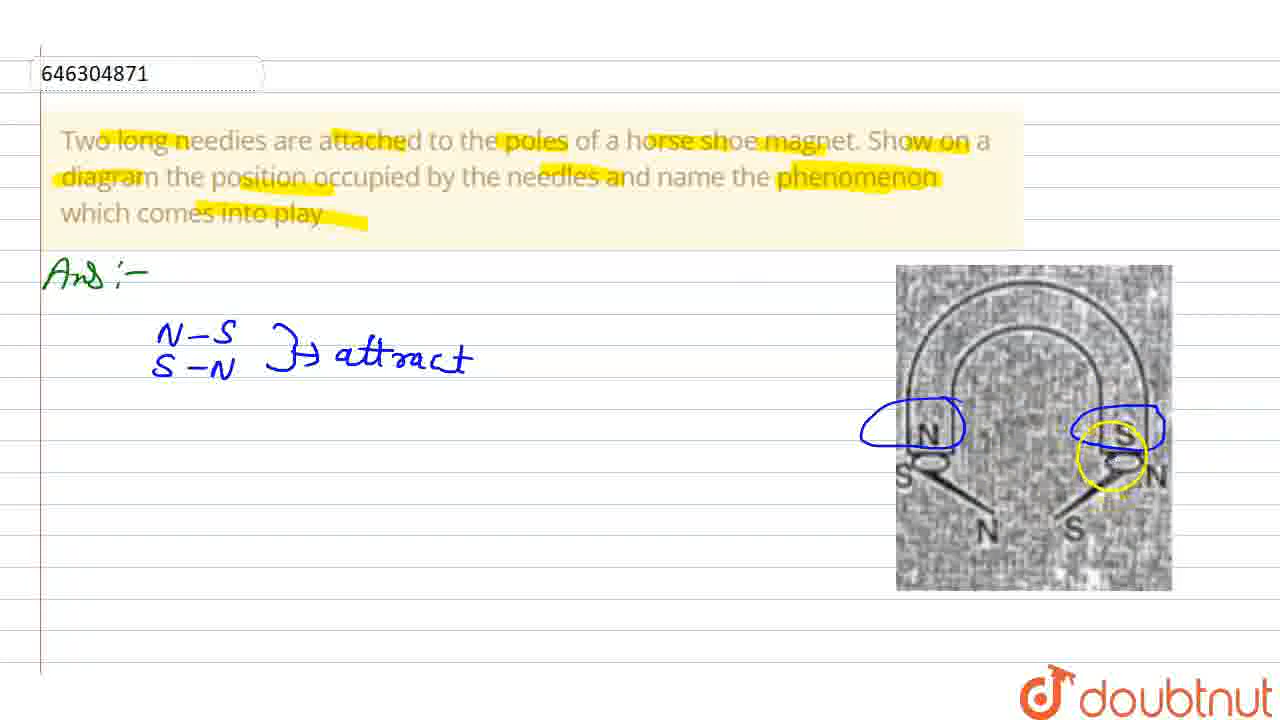 646304871
Two long needies are attached to the poles of a horse shoe magnet. Show on a
diagram the position occupied by the needles and name the phenomenon
which comes into play
Ans :-
N - S
S - N
} → attract
N S
S N
N S
doubtnut